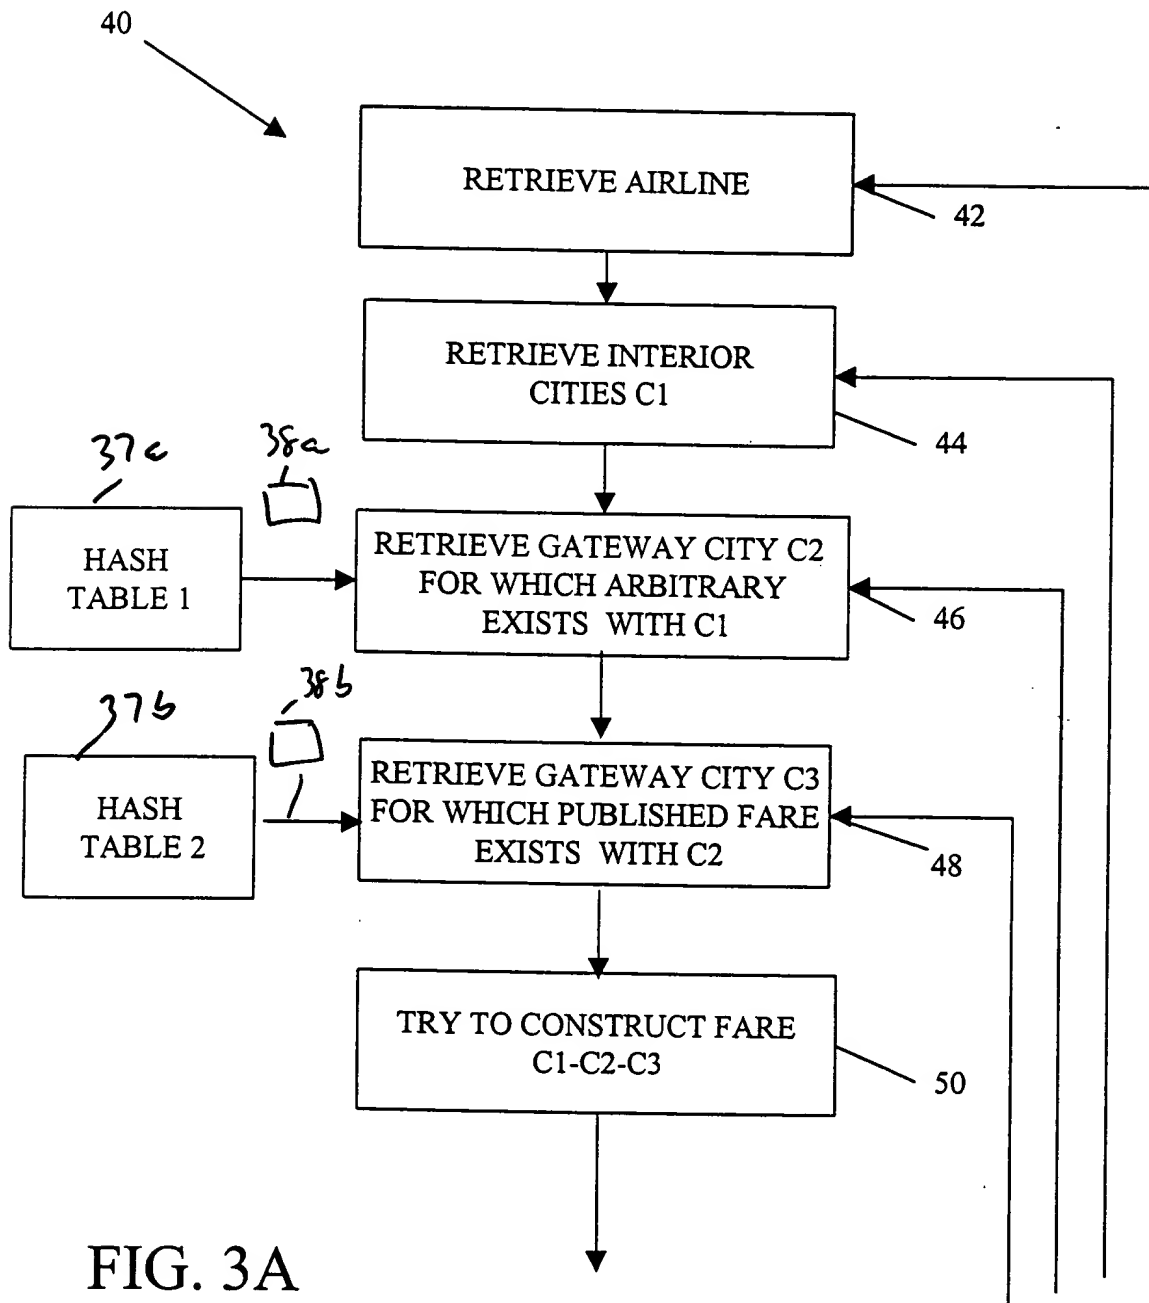 40
RETRIEVE AIRLINE
42
RETRIEVE INTERIOR
CITIES C1
44
37a
38a
HASH
TABLE 1
RETRIEVE GATEWAY CITY C2
FOR WHICH ARBITRARY
EXISTS WITH C1
46
37b
38b
HASH
TABLE 2
RETRIEVE GATEWAY CITY C3
FOR WHICH PUBLISHED FARE
EXISTS WITH C2
48
TRY TO CONSTRUCT FARE
C1-C2-C3
50
FIG. 3A